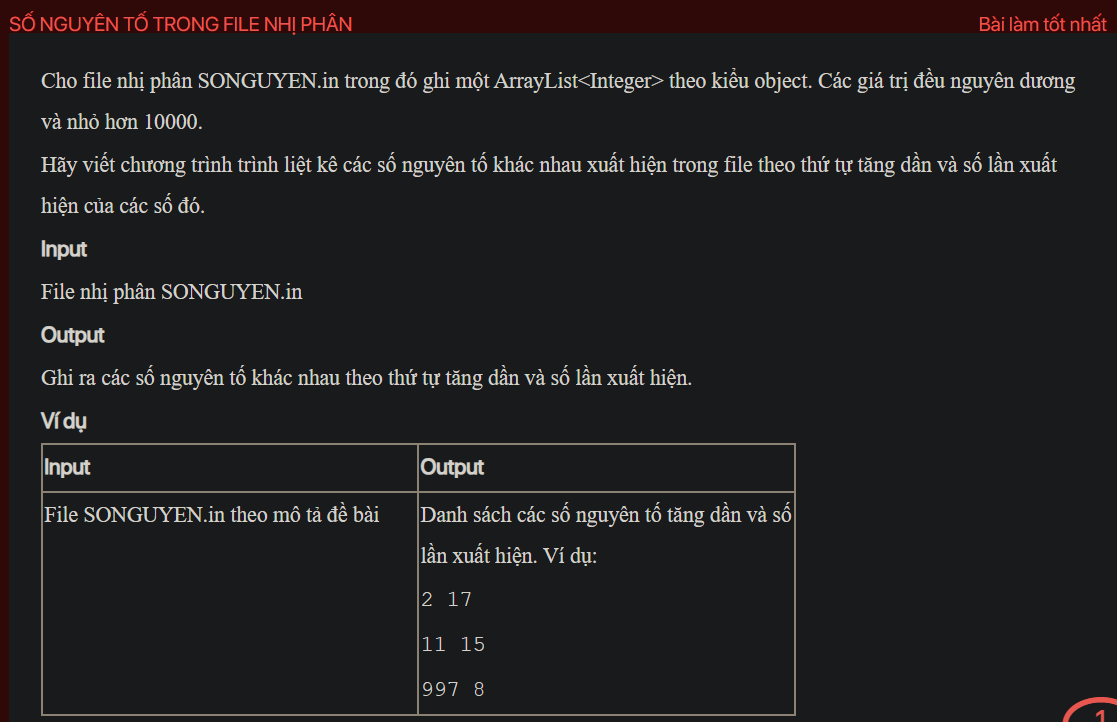 SỐ NGUYÊN TỐ TRONG FILE NHỊ PHÂN
Bài làm tốt nhất
Cho file nhị phân SONGUYEN.in trong đó ghi một ArrayList<Integer> theo kiểu object. Các giá trị đều nguyên dương
và nhỏ hơn 10000.
Hãy viết chương trình trình liệt kê các số nguyên tố khác nhau xuất hiện trong file theo thứ tự tăng dần và số lần xuất
hiện của các số đó.
Input
File nhị phân SONGUYEN.in
Output
Ghi ra các số nguyên tố khác nhau theo thứ tự tăng dần và số lần xuất hiện.
Ví dụ
Input
Output
File SONGUYEN.in theo mô tả đề bài
Danh sách các số nguyên tố tăng dần và số
lần xuất hiện. Ví dụ:
2 17
11 15
997 8
1